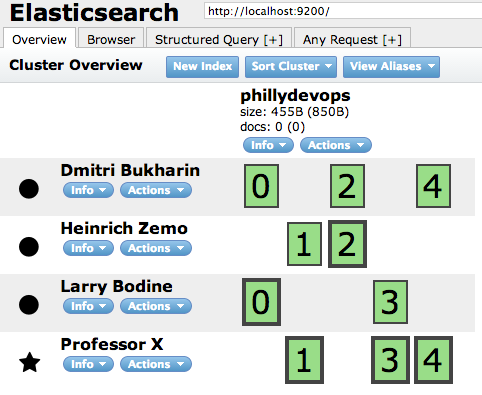 Elasticsearch http://localhost:9200/
Overview Browser Structured Query [+] Any Request [+]
Cluster Overview New Index Sort Cluster View Aliases
phillydevops
size: 455B (850B)
docs: 0 (0)
Info Actions
Dmitri Bukharin
Info Actions
0 2 4
Heinrich Zemo
Info Actions
1 2
Larry Bodine
Info Actions
0 3
Professor X
Info Actions
1 3 4